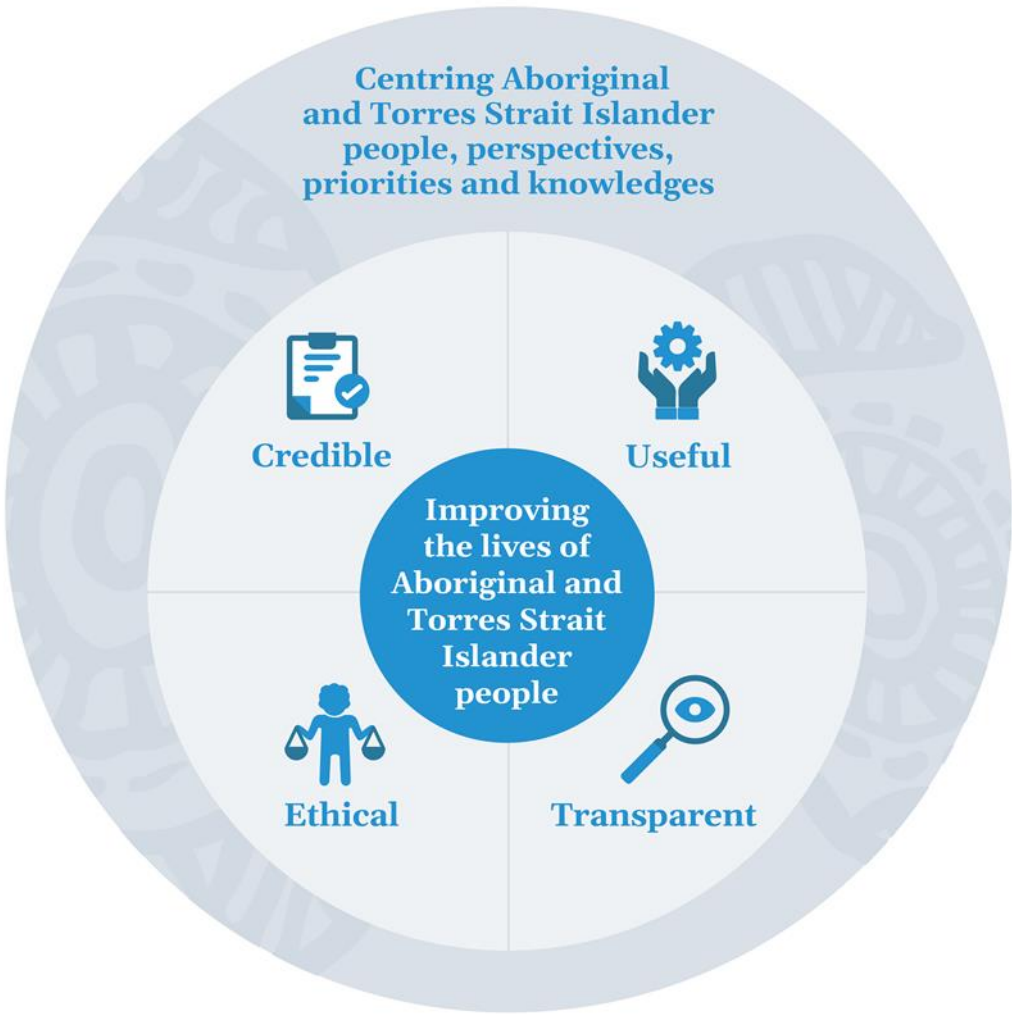 Centring Aboriginal
and Torres Strait Islander
people, perspectives,
priorities and knowledges
Credible
Useful
Improving
the lives of
Aboriginal and
Torres Strait
Islander
people
Ethical
Transparent